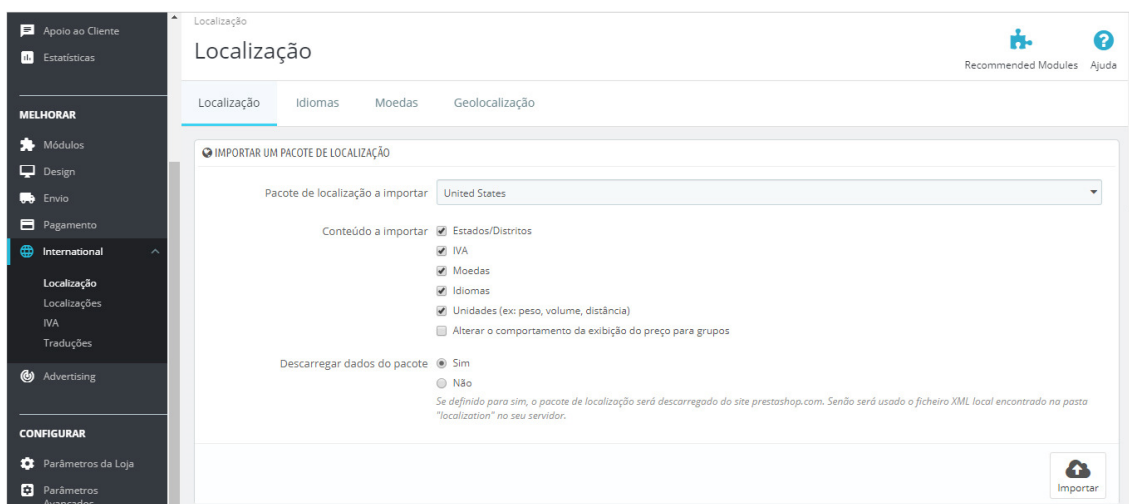 Apoio ao Cliente
Estatísticas
MELHORAR
Módulos
Design
Envio
Pagamento
International
Localização
Localizações
IVA
Traduções
Advertising
CONFIGURAR
Parâmetros da Loja
Parâmetros
Avançados
Localização
Localização
Recommended Modules
Ajuda
Localização
Idiomas
Moedas
Geolocalização
IMPORTAR UM PACOTE DE LOCALIZAÇÃO
Pacote de localização a importar
United States
Conteúdo a importar
Estados/Distritos
IVA
Moedas
Idiomas
Unidades (ex: peso, volume, distância)
Alterar o comportamento da exibição do preço para grupos
Descarregar dados do pacote
Sim
Não
Se definido para sim, o pacote de localização será descarregado do site prestashop.com. Senão será usado o ficheiro XML local encontrado na pasta
"localization" no seu servidor.
Importar